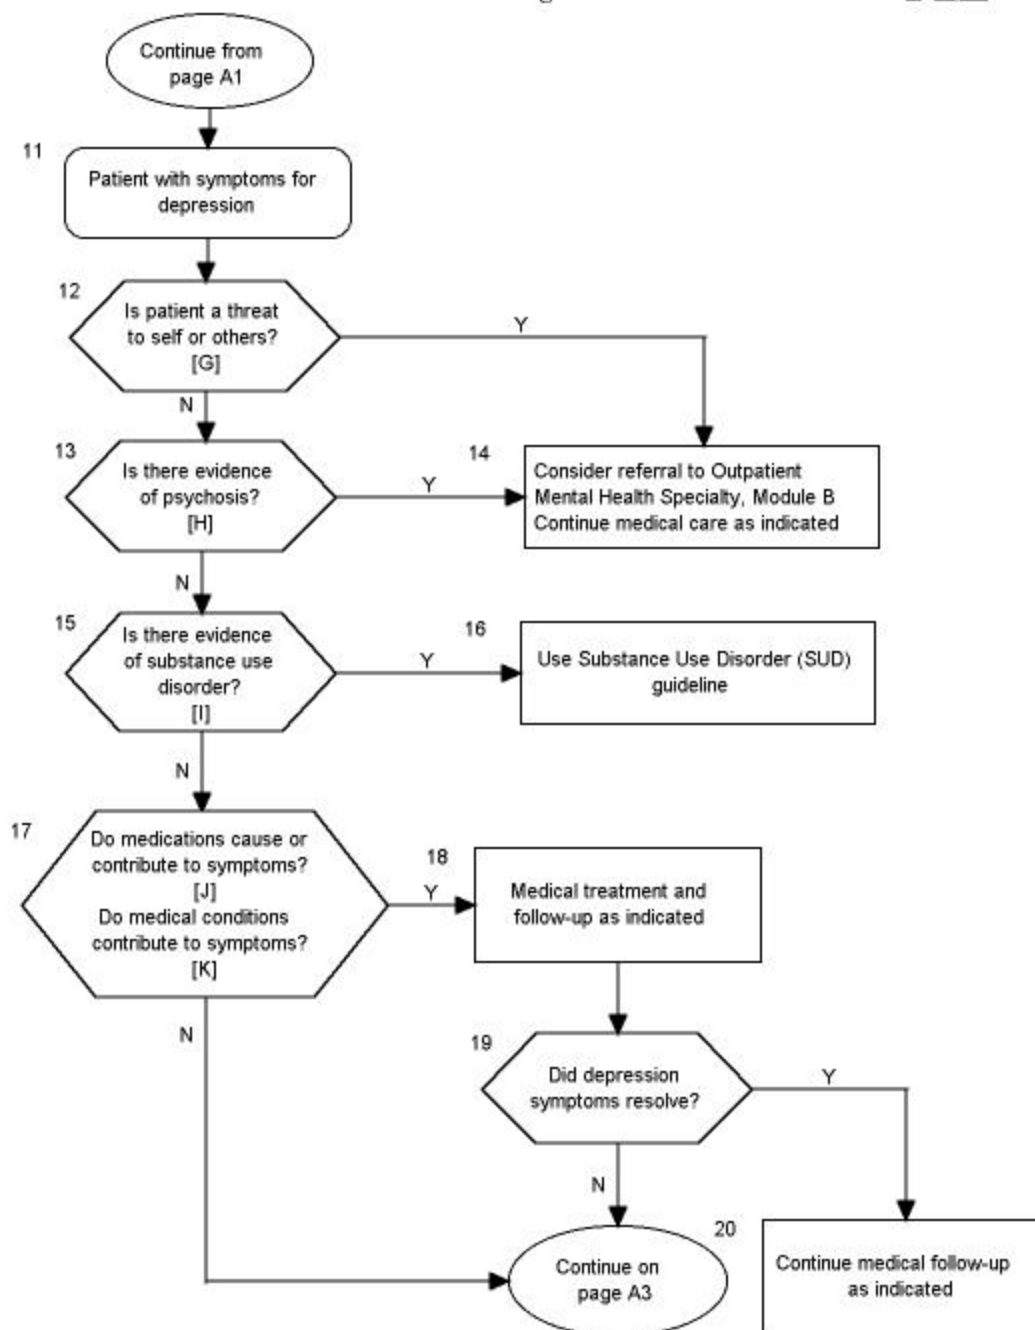 Continue from
page A1
11
Patient with symptoms for
depression
12
Is patient a threat
to self or others?
[G]
Y
N
13
Is there evidence
of psychosis?
[H]
Y
14
Consider referral to Outpatient
Mental Health Specialty, Module B
Continue medical care as indicated
N
15
Is there evidence
of substance use
disorder?
[I]
Y
16
Use Substance Use Disorder (SUD)
guideline
N
17
Do medications cause or
contribute to symptoms?
[J]
Do medical conditions
contribute to symptoms?
[K]
Y
18
Medical treatment and
follow-up as indicated
N
19
Did depression
symptoms resolve?
Y
N
Continue on
page A3
20
Continue medical follow-up
as indicated